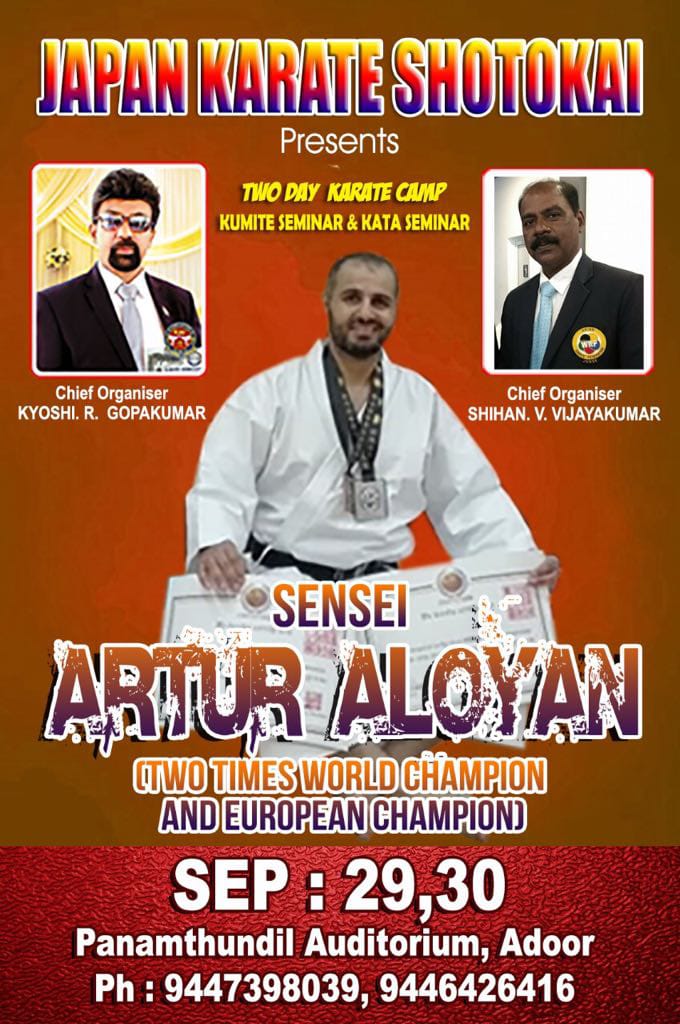 JAPAN KARATE SHOTOKAI
Presents
TWO DAY KARATE CAMP
KUMITE SEMINAR & KATA SEMINAR
Chief Organiser
KYOSHI. R. GOPAKUMAR
Chief Organiser
SHIHAN. V. VIJAYAKUMAR
SENSEI
ARTUR ALOYAN
(TWO TIMES WORLD CHAMPION
AND EUROPEAN CHAMPION)
SEP : 29,30
Panamthundil Auditorium, Adoor
Ph : 9447398039, 9446426416